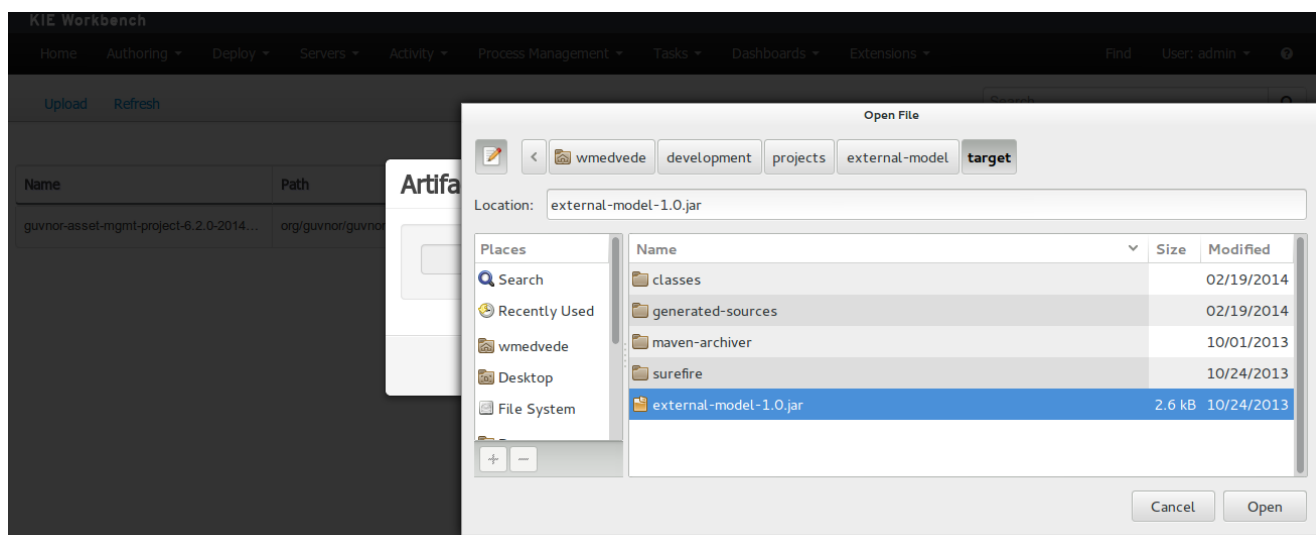 KIE Workbench
Home Authoring Deploy Servers Activity Process Management Tasks Dashboards Extensions Find User: admin
Upload Refresh
Open File
wmedvede development projects external-model target
Name Path
Artifa
Location: external-model-1.0.jar
guvnor-asset-mgmt-project-6.2.0-2014... org/guvnor/guvnor
Places Name Size Modified
Search classes 02/19/2014
Recently Used generated-sources 02/19/2014
wmedvede maven-archiver 10/01/2013
Desktop surefire 10/24/2013
File System external-model-1.0.jar 2.6 kB 10/24/2013
Cancel Open